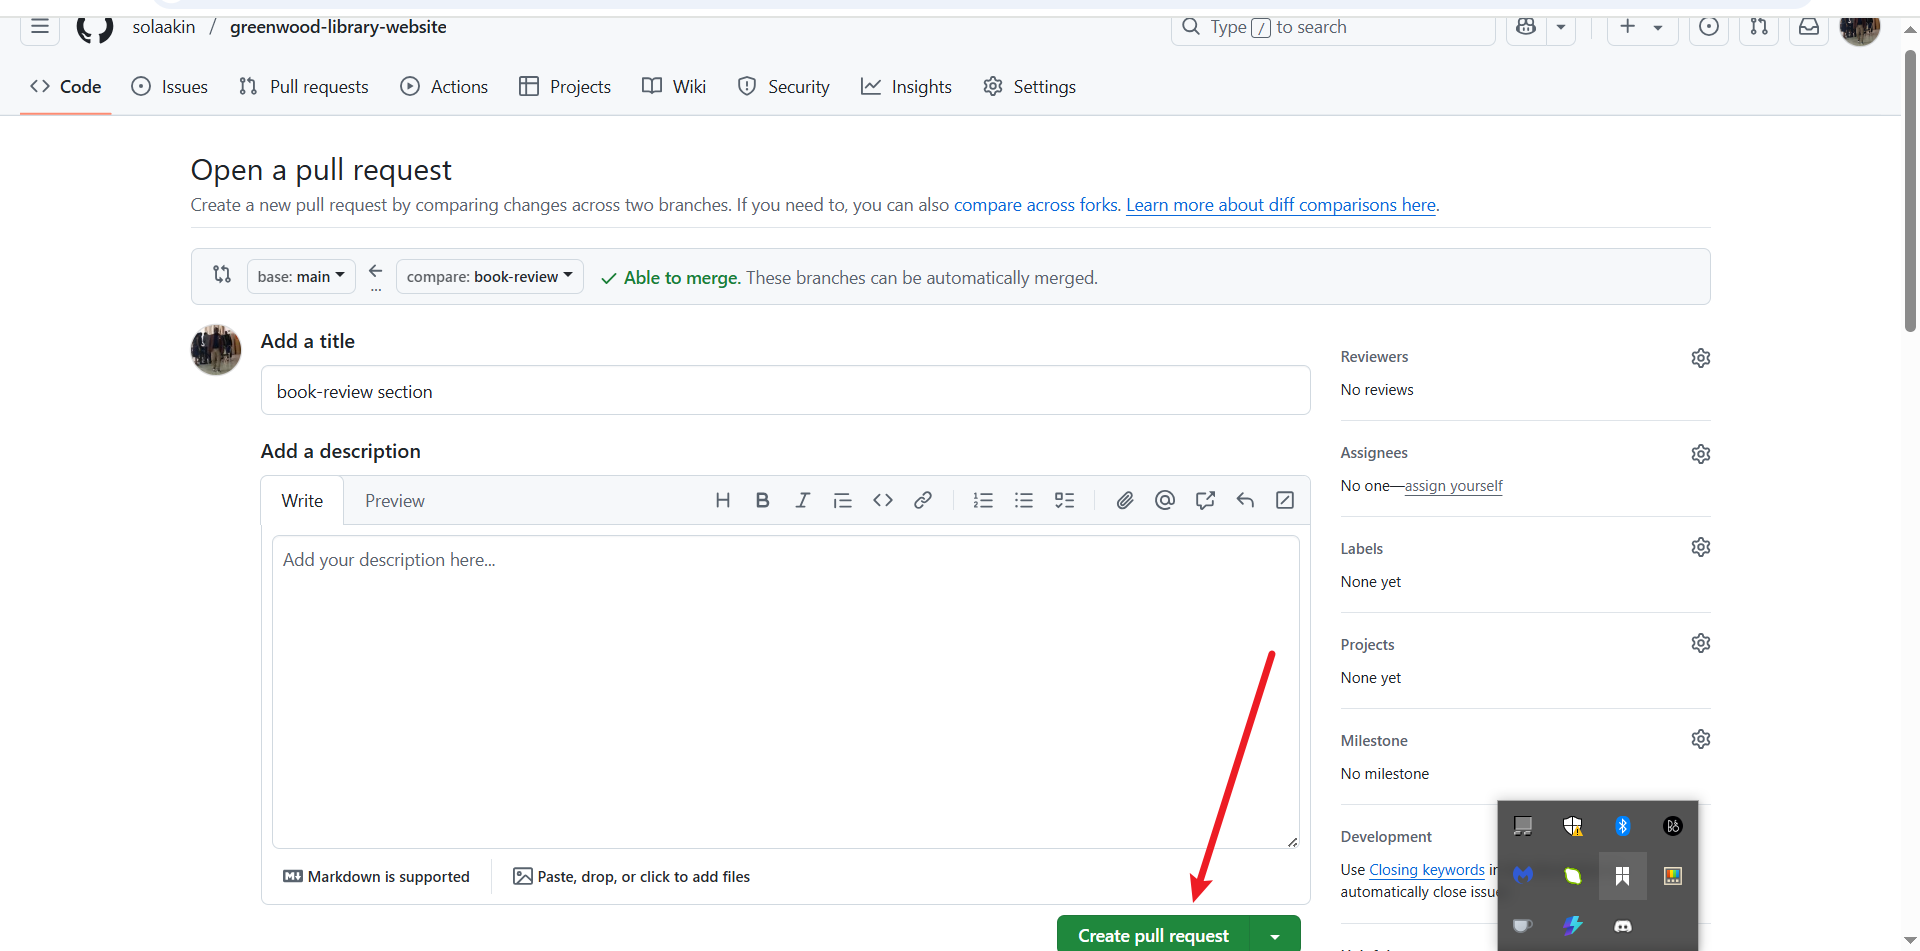 solaakin / greenwood-library-website
Type / to search
Code Issues Pull requests Actions Projects Wiki Security Insights Settings
Open a pull request
Create a new pull request by comparing changes across two branches. If you need to, you can also compare across forks. Learn more about diff comparisons here.
base: main compare: book-review Able to merge. These branches can be automatically merged.
Add a title
book-review section
Add a description
Write Preview
Add your description here...
Markdown is supported
Paste, drop, or click to add files
Create pull request
Reviewers
No reviews
Assignees
No one—assign yourself
Labels
None yet
Projects
None yet
Milestone
No milestone
Development
Use Closing keywords in
automatically close issue